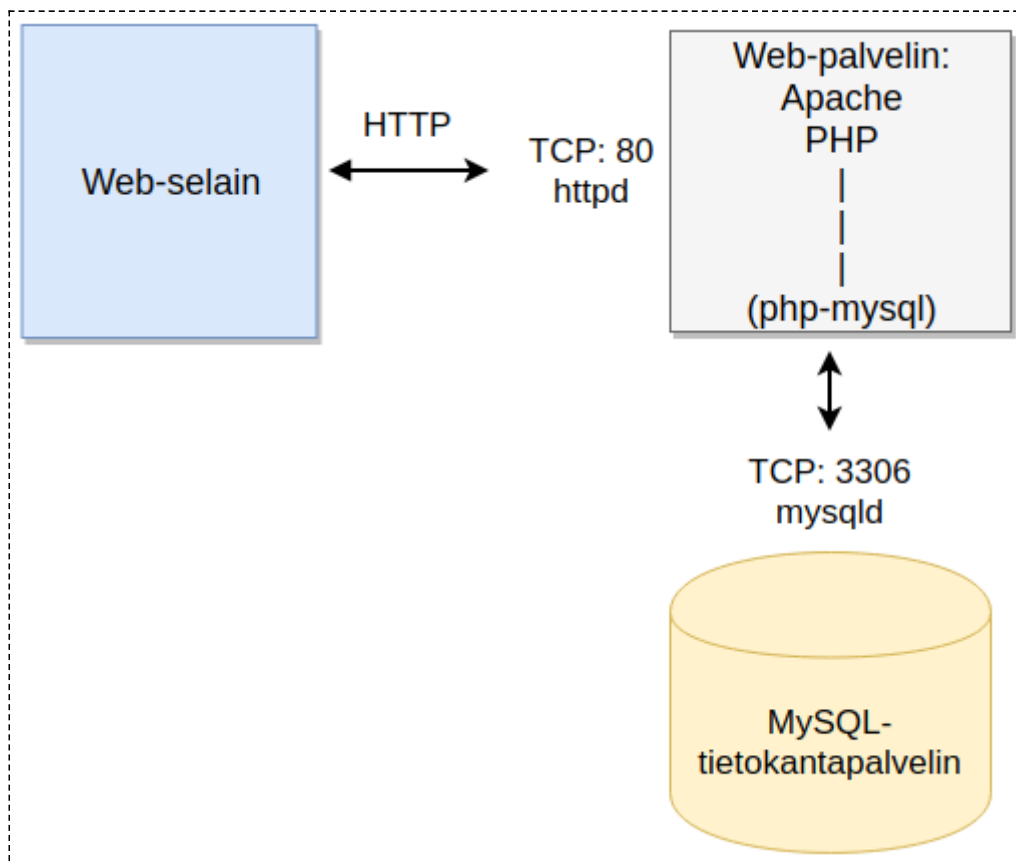 Web-selain
HTTP
TCP: 80
httpd
Web-palvelin:
Apache
PHP
|
|
|
(php-mysql)
TCP: 3306
mysqld
MySQL-
tietokantapalvelin